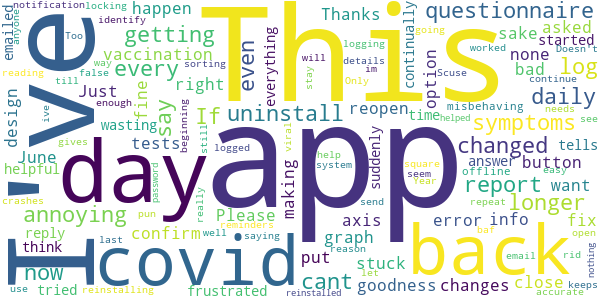 notification locking happen Thanks questionnaire
emailed anyone identify getting This continually sake asked
Too vaccination every even everything going logging details im will option none started
reading way false sorting right stay Only worked bad log Doesn't
've till Just say If uninstall reopen Scuse continue
design wasting fine tests time misbehaving daily
June beginning still logged suddenly needs helped symptoms see
I day app changed tells
helpful gives live password Please viral help system square seem Year answer button
crashes really making report want
annoying pun reminders axis offline easy longer
reply confirm well saying graph error info send repeat fix
now think last put stuck back baf open
covid reason let changes close nothing
use tried frustrated cant goodness email rid
reinstalling reinstalled accurate keeps